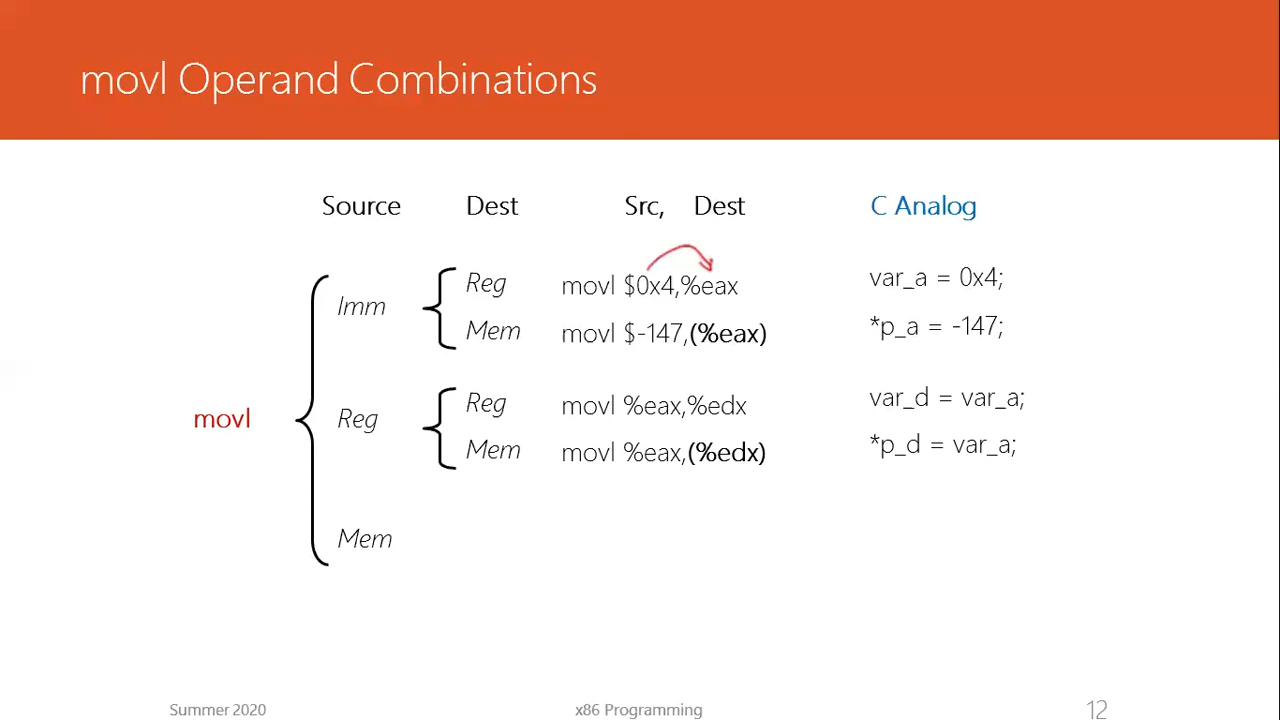 movl Operand Combinations
Source Dest Src, Dest C Analog
Imm
Reg movl $0x4,%eax var_a = 0x4;
Mem movl $-147,(%eax) *p_a = -147;
movl
Reg
Reg movl %eax,%edx var_d = var_a;
Mem movl %eax,(%edx) *p_d = var_a;
Mem
Summer 2020 x86 Programming 12